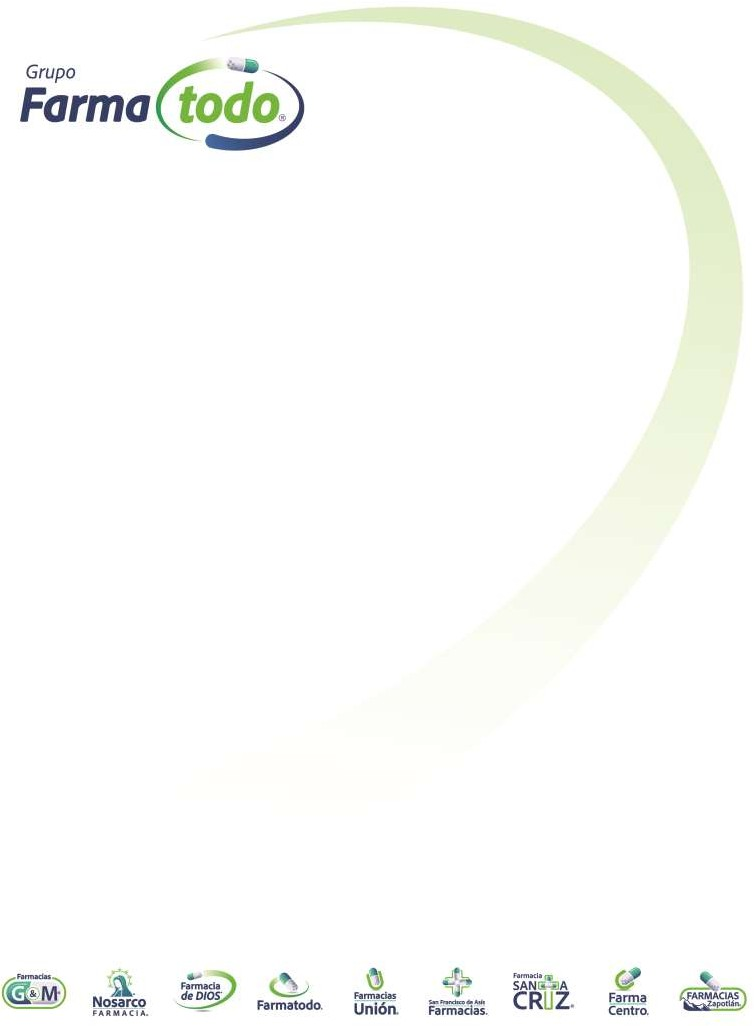 Grupo
Farma todo®
Farmacias
G&M
Nosarco
FARMACIA.
Farmacia
de DIOS
Farmatodo.
Farmacias
Unión.
San Francisco de Asís
Farmacias.
Farmacia
SANTA
CRUZ.
Farma
Centro.
FARMACIAS
Zapotlán.